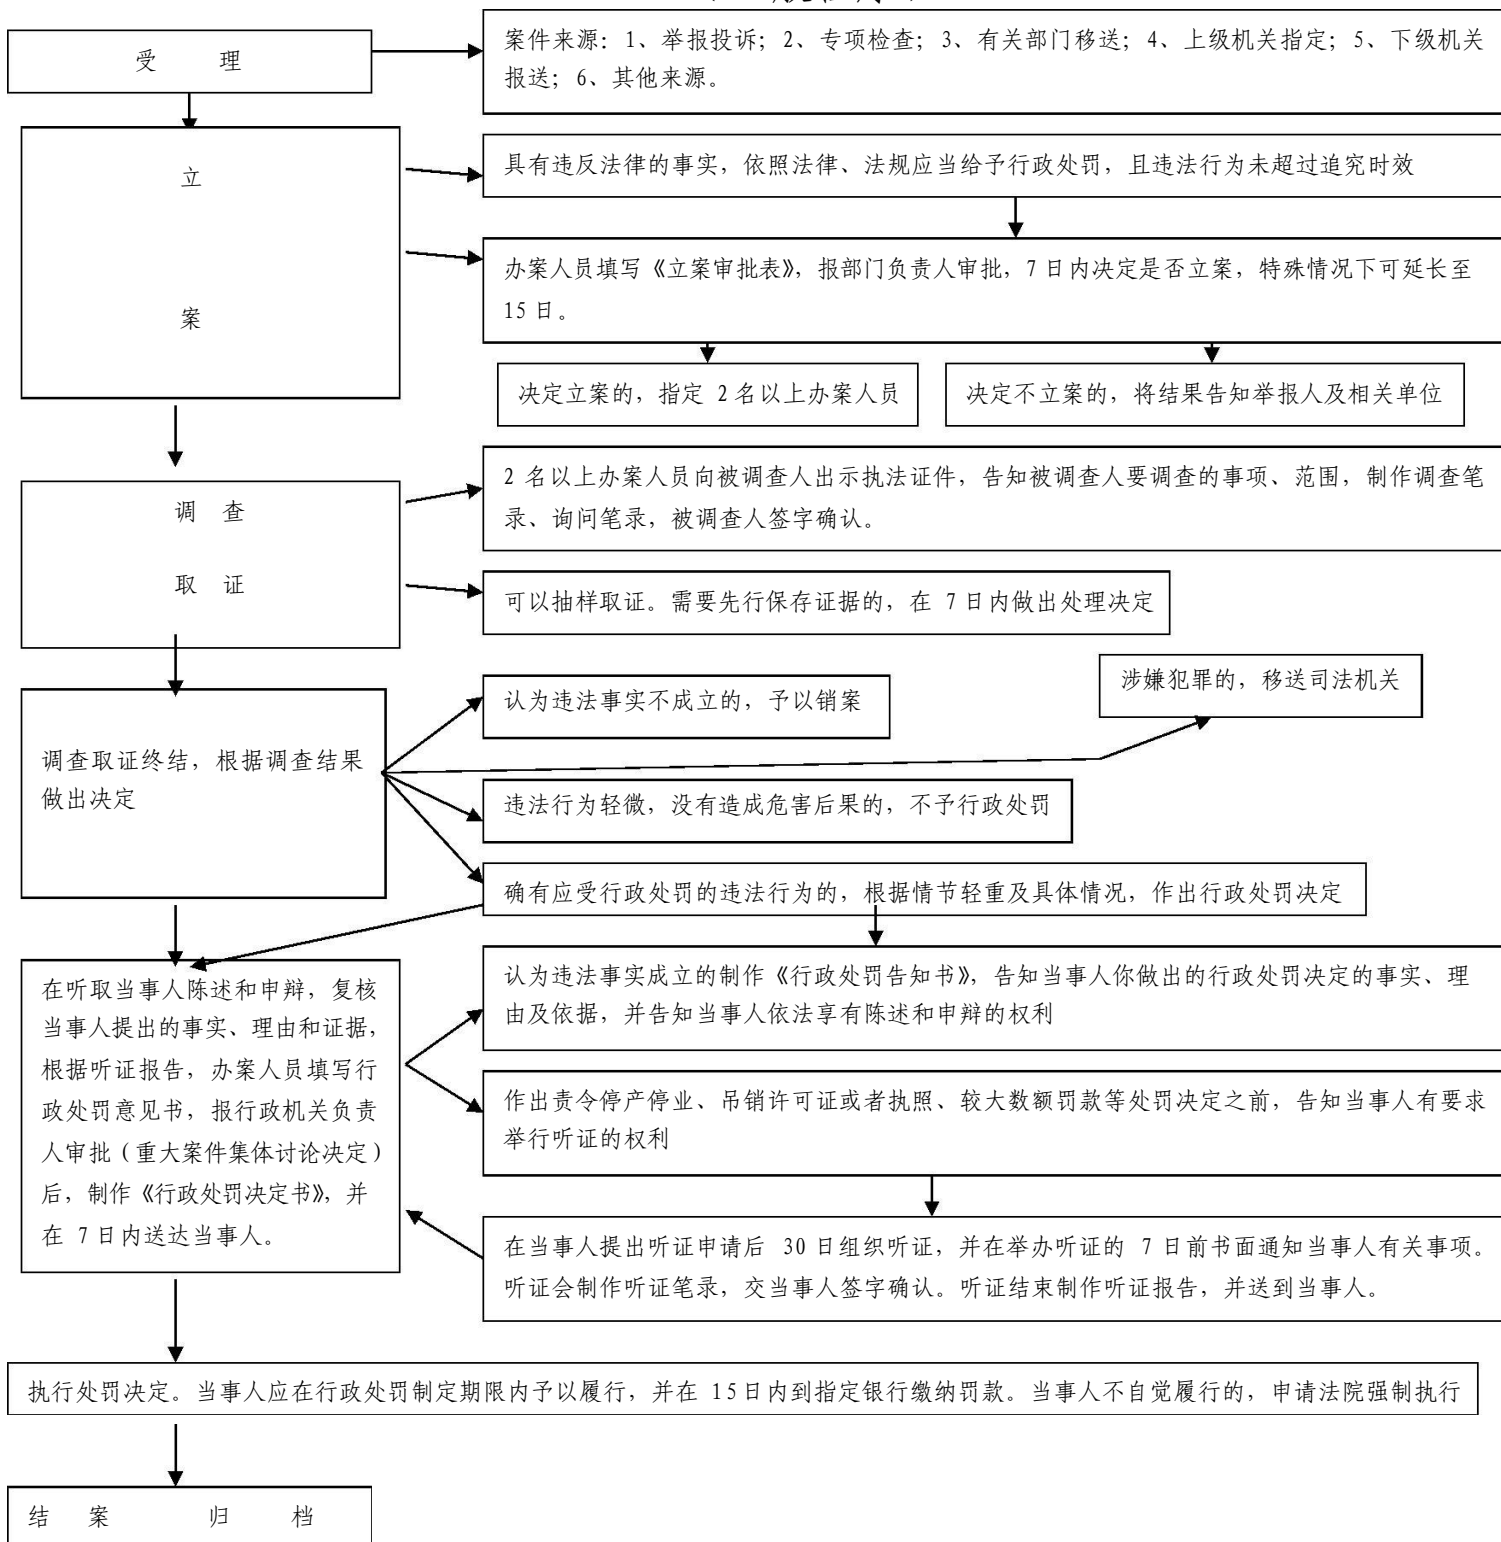 受 理
案件来源：1、举报投诉；2、专项检查；3、有关部门移送；4、上级机关指定；5、下级机关
报送；6、其他来源。
立
案
具有违反法律的事实，依照法律、法规应当给予行政处罚，且违法行为未超过追究时效
办案人员填写《立案审批表》，报部门负责人审批，7 日内决定是否立案，特殊情况下可延长至
15 日。
决定立案的，指定 2 名以上办案人员
决定不立案的，将结果告知举报人及相关单位
调 查
取 证
2 名以上办案人员向被调查人出示执法证件，告知被调查人要调查的事项、范围，制作调查笔
录、询问笔录，被调查人签字确认。
可以抽样取证。需要先行保存证据的，在 7 日内做出处理决定
调查取证终结，根据调查结果
做出决定
认为违法事实不成立的，予以销案
涉嫌犯罪的，移送司法机关
违法行为轻微，没有造成危害后果的，不予行政处罚
确有应受行政处罚的违法行为的，根据情节轻重及具体情况，作出行政处罚决定
在听取当事人陈述和申辩，复核
当事人提出的事实、理由和证据，
根据听证报告，办案人员填写行
政处罚意见书，报行政机关负责
人审批（重大案件集体讨论决定）
后，制作《行政处罚决定书》，并
在 7 日内送达当事人。
认为违法事实成立的制作《行政处罚告知书》，告知当事人你做出的行政处罚决定的事实、理
由及依据，并告知当事人依法享有陈述和申辩的权利
作出责令停产停业、吊销许可证或者执照、较大数额罚款等处罚决定之前，告知当事人有要求
举行听证的权利
在当事人提出听证申请后 30 日组织听证，并在举办听证的 7 日前书面通知当事人有关事项。
听证会制作听证笔录，交当事人签字确认。听证结束制作听证报告，并送到当事人。
执行处罚决定。当事人应在行政处罚制定期限内予以履行，并在 15 日内到指定银行缴纳罚款。当事人不自觉履行的，申请法院强制执行
结 案 归 档